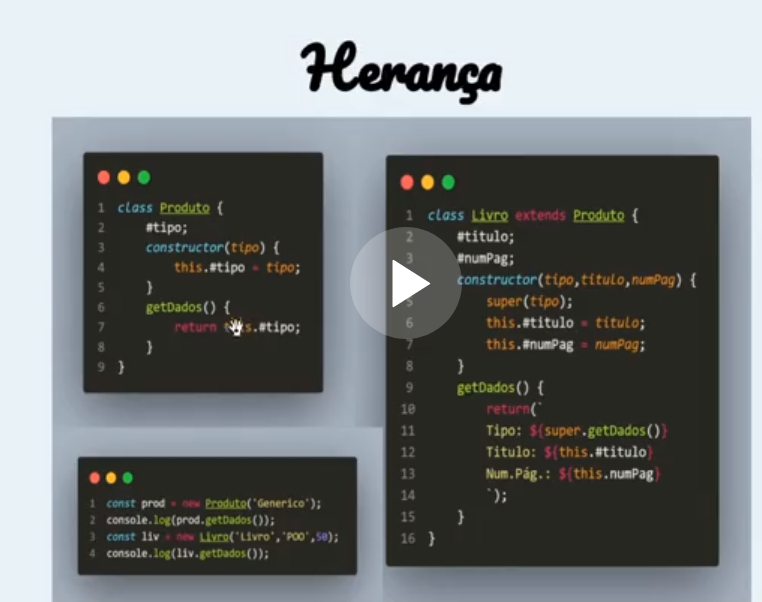 Herança
1 class Produto {
2 #tipo;
3 constructor(tipo) {
4 this.#tipo = tipo;
5 }
6 getDados() {
7 return this.#tipo;
8 }
9 }
1 const prod = new Produto('Generico');
2 console.log(prod.getDados());
3 const liv = new Livro('Livro','POO',50);
4 console.log(liv.getDados());
1 class Livro extends Produto {
2 #titulo;
3 #numPag;
constructor(tipo,titulo,numPag) {
5 super(tipo);
6 this.#titulo = titulo;
7 this.#numPag = numPag;
8 }
9 getDados() {
10 return(`
11 Tipo: ${super.getDados()}
12 Titulo: ${this.#titulo}
13 Num.Pág.: ${this.numPag}
14 `);
15 }
16 }